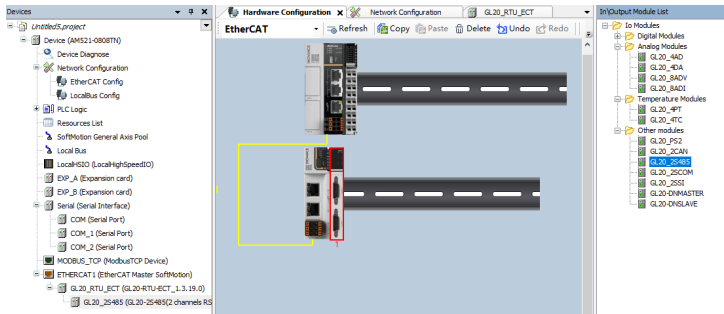 Devices
Untitled5.project
Device (AM521-0808TN)
Device Diagnose
Network Configuration
EtherCAT Config
LocalBus Config
PLC Logic
Resources List
SoftMotion General Axis Pool
Local Bus
LocalHSIO (LocalHighSpeedIO)
EXP_A (Expansion card)
EXP_B (Expansion card)
Serial (Serial Interface)
COM (Serial Port)
COM_1 (Serial Port)
COM_2 (Serial Port)
MODBUS_TCP (ModbusTCP Device)
ETHERCAT1 (EtherCAT Master SoftMotion)
GL20_RTU_ECT (GL20-RTU-ECT_1.3.19.0)
GL20_2S485 (GL20-2S485(2 channels RS
Hardware Configuration
Network Configuration
GL20_RTU_ECT
EtherCAT
Refresh
Copy
Paste
Delete
Undo
Redo
In\Output Module List
Io Modules
Digital Modules
Analog Modules
GL20_4AD
GL20_4DA
GL20_8ADV
GL20_8ADI
Temperature Modules
GL20_4PT
GL20_4TC
Other modules
GL20_PS2
GL20_2CAN
GL20_2S485
GL20_2SCOM
GL20_2SSI
GL20-DNMASTER
GL20-DNSLAVE